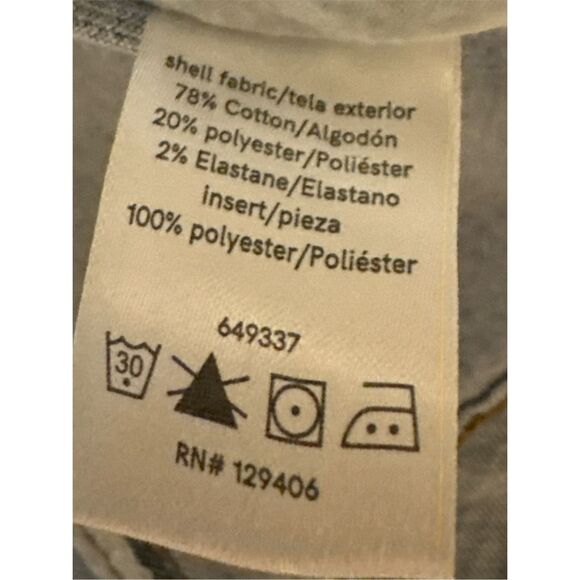 shell fabric/tela exterior
78% Cotton/Algodón
20% polyester/Poliéster
2% Elastane/Elastano
insert/pieza
100% polyester/Poliéster
649337
30
RN# 129406